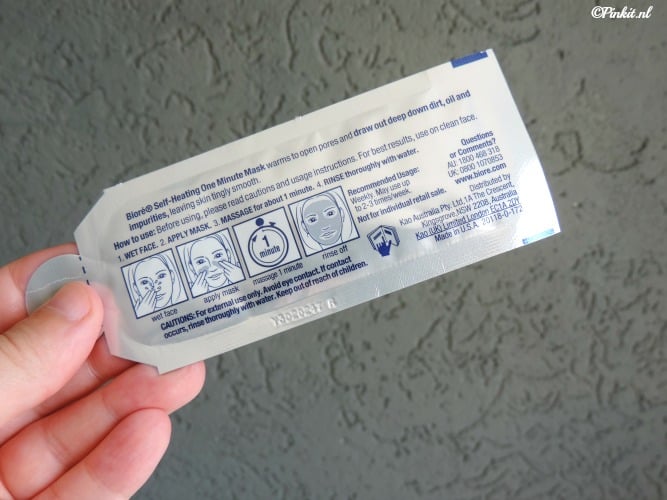 ©Pinkit.nl
Bioré® Self-Heating One Minute Mask warms to open pores and draw out deep down dirt, oil and
impurities, leaving skin tingly smooth.
How to use: Before using, please read cautions and usage instructions. For best results, use on clean face.
1. WET FACE. 2. APPLY MASK. 3. MASSAGE for about 1 minute. 4. RINSE thoroughly with water.
1
minute
wet face
apply mask
massage 1 minute
rinse off
CAUTIONS: For external use only. Avoid eye contact. If contact
occurs, rinse thoroughly with water. Keep out of reach of children.
Recommended Usage:
Weekly. May use up
to 2-3 times/week.
Not for individual retail sale.
Questions
or Comments?
AU: 1800 468 318
UK: 0800 1070853
www.biore.com
Distributed by
Kao Australia Pty. Ltd. 1A The Crescent,
Kingsgrove, NSW 2208, Australia
Kao (UK) Limited London EC1A 2DY
Made in U.S.A. 20118-0-172